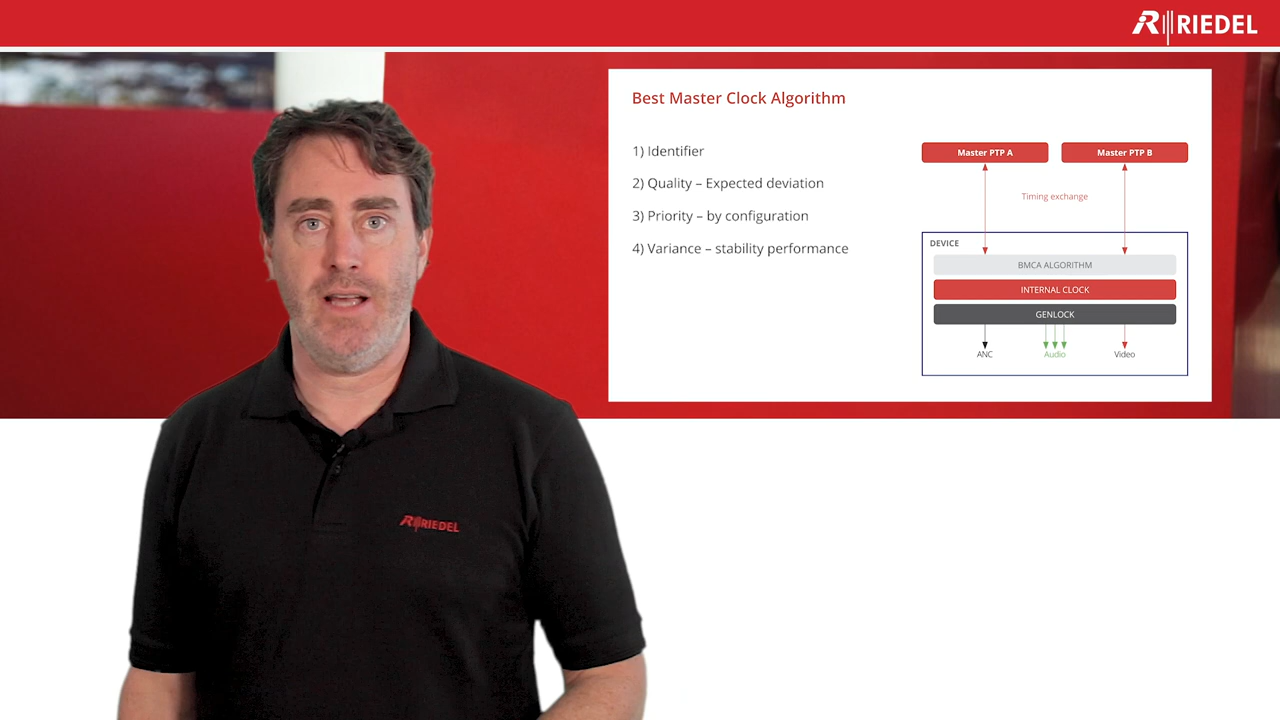 RIEDEL
Best Master Clock Algorithm
1) Identifier
2) Quality – Expected deviation
3) Priority – by configuration
4) Variance – stability performance
Master PTP A
Master PTP B
Timing exchange
DEVICE
BMCA ALGORITHM
INTERNAL CLOCK
GENLOCK
ANC
Audio
Video
RIEDEL